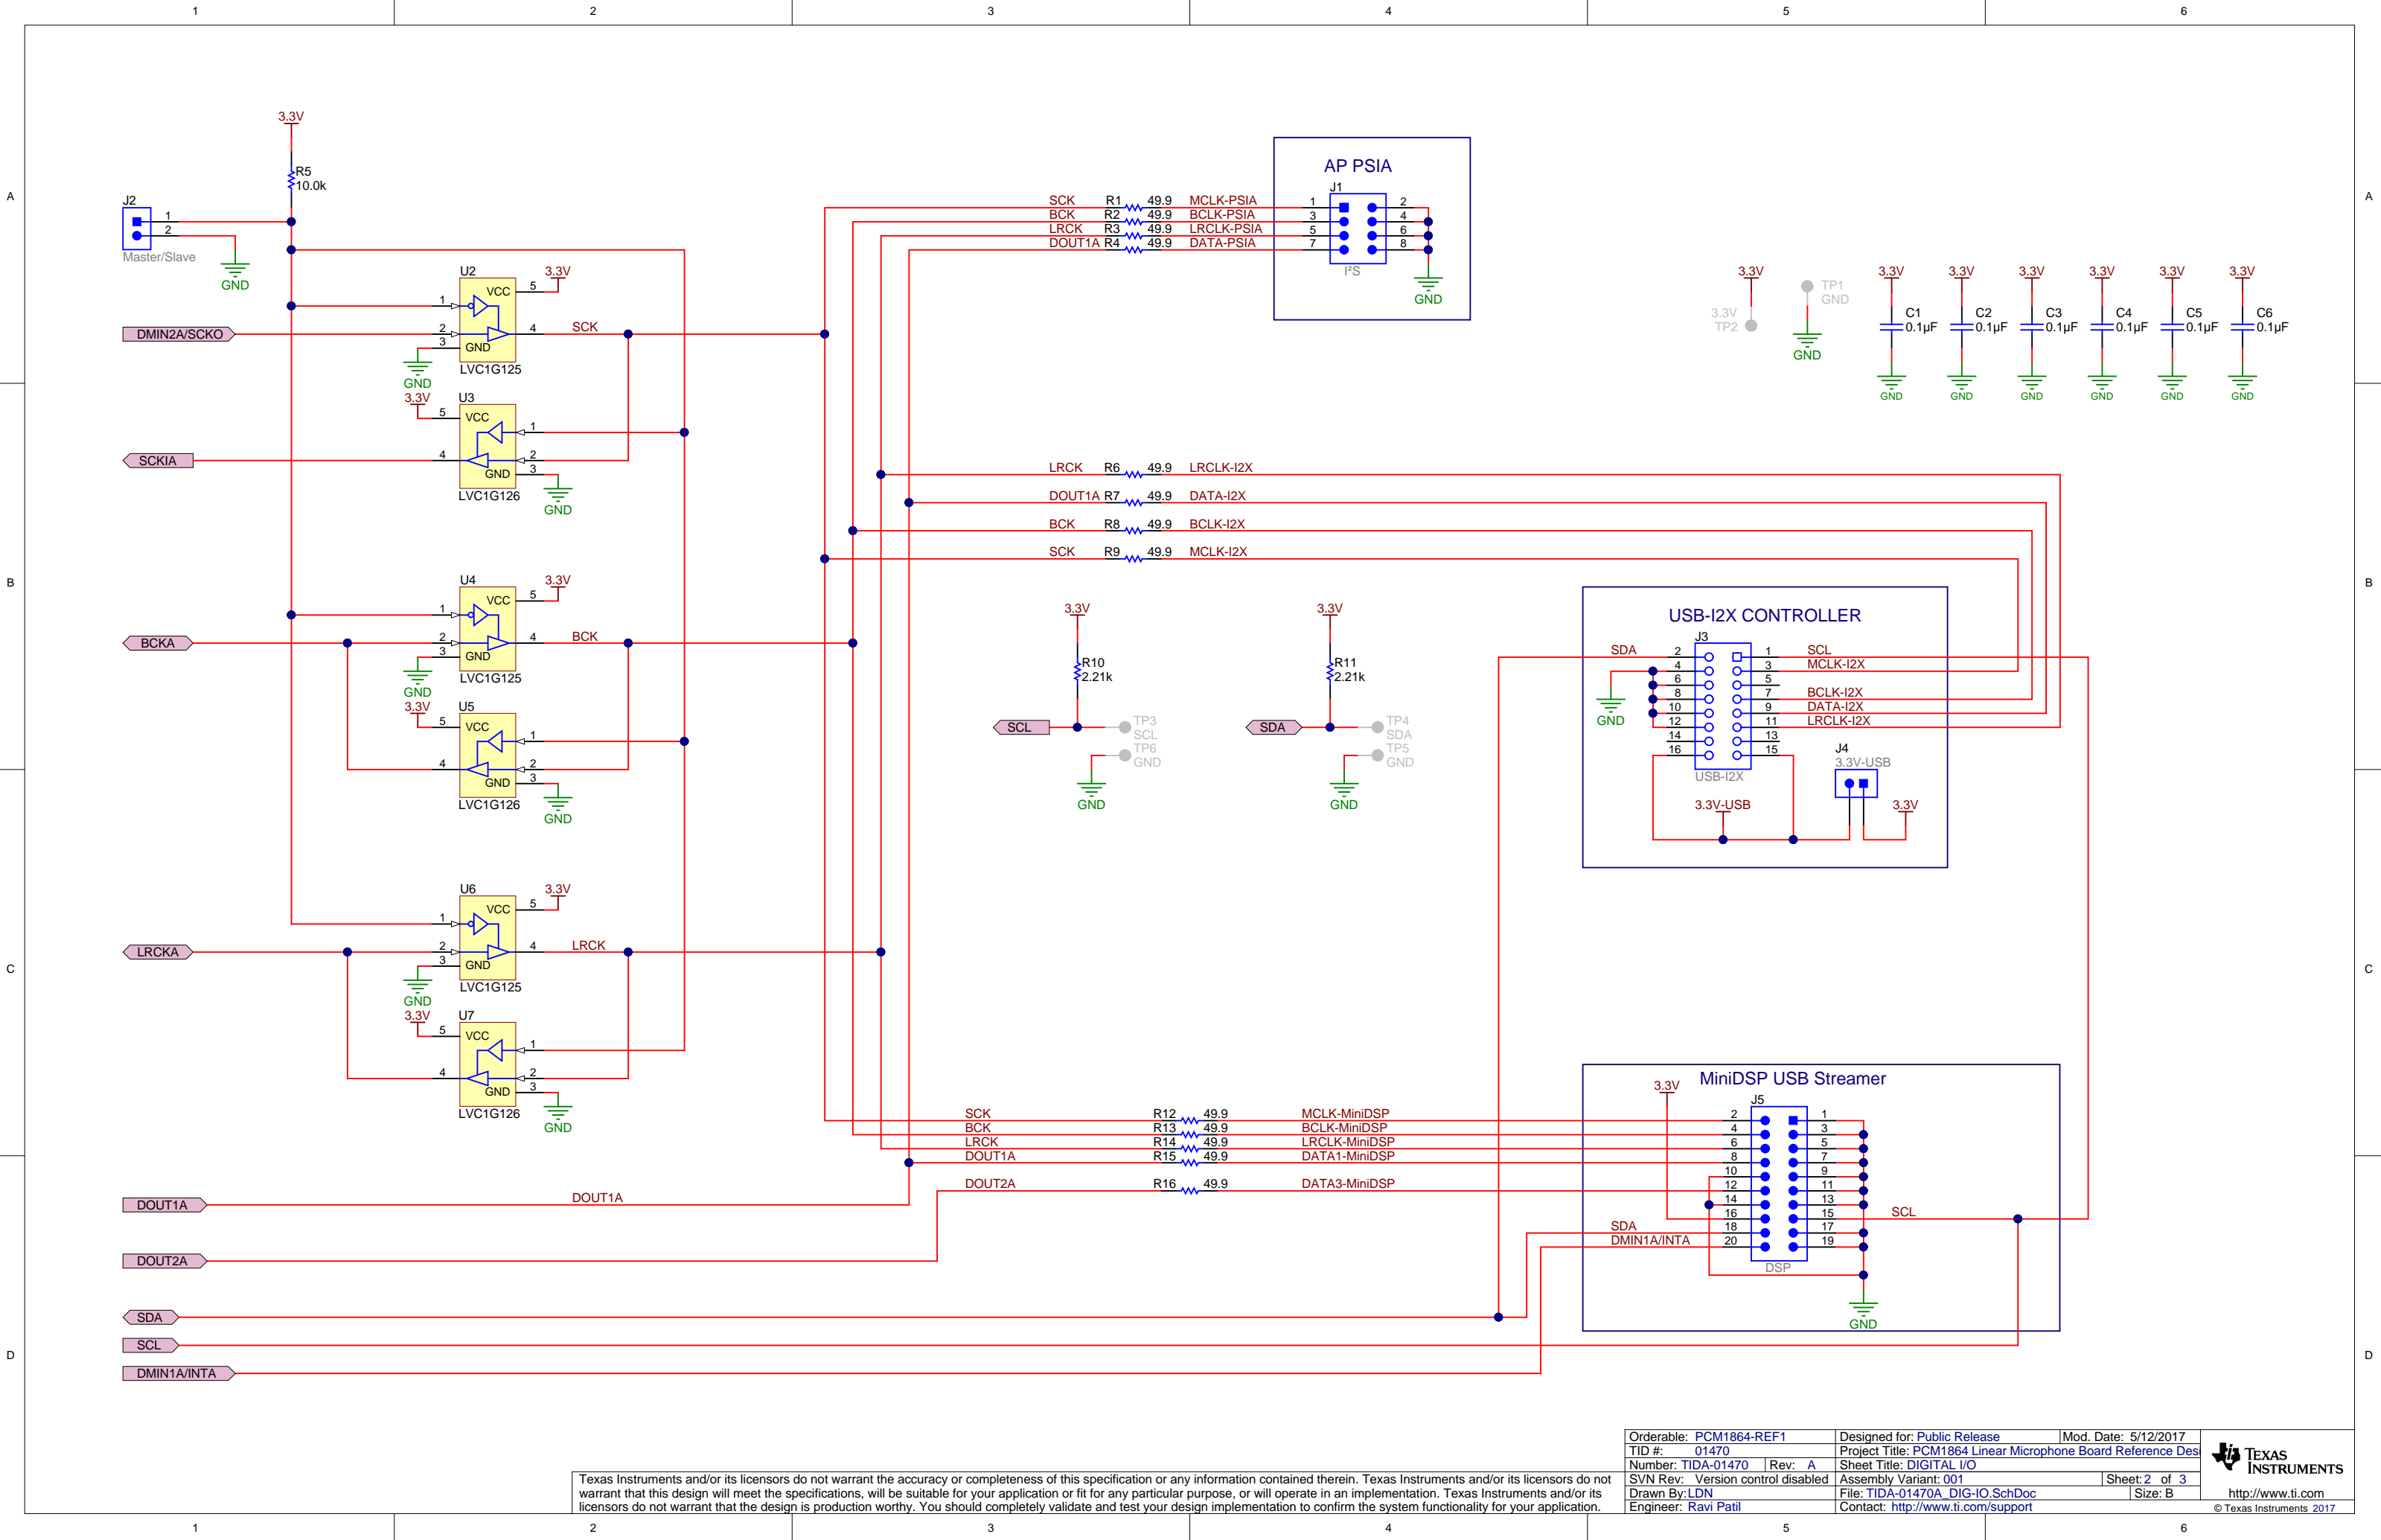 1 2 3 4 5 6
A
B
C
D
3.3V
R5
10.0k
J2
1
2
Master/Slave
GND
DMIN2A/SCKO
U2
3.3V
VCC 5
1
2
3
4
GND
GND
LVC1G125
SCK
3.3V
U3
5 VCC
1
4
2
3
GND
GND
LVC1G126
SCKIA
U4
3.3V
VCC 5
1
2
3
4
GND
GND
LVC1G125
BCK
BCKA
3.3V
U5
5 VCC
1
4
2
3
GND
GND
LVC1G126
U6
3.3V
VCC 5
1
2
3
4
GND
GND
LVC1G125
LRCK
LRCKA
3.3V
U7
5 VCC
1
4
2
3
GND
GND
LVC1G126
DOUT1A
DOUT1A
DOUT2A
SDA
SCL
DMIN1A/INTA
AP PSIA
J1
SCK R1 49.9 MCLK-PSIA 1 2
BCK R2 49.9 BCLK-PSIA 3 4
LRCK R3 49.9 LRCLK-PSIA 5 6
DOUT1A R4 49.9 DATA-PSIA 7 8
I²S
GND
3.3V
3.3V
TP2
TP1
GND
GND
3.3V 3.3V 3.3V 3.3V 3.3V 3.3V
C1 C2 C3 C4 C5 C6
0.1µF 0.1µF 0.1µF 0.1µF 0.1µF 0.1µF
GND GND GND GND GND GND
LRCK R6 49.9 LRCLK-I2X
DOUT1A R7 49.9 DATA-I2X
BCK R8 49.9 BCLK-I2X
SCK R9 49.9 MCLK-I2X
3.3V
R10
2.21k
SCL
TP3
SCL
TP6
GND
GND
3.3V
R11
2.21k
SDA
TP4
SDA
TP5
GND
GND
USB-I2X CONTROLLER
J3
SDA 2 1 SCL
4 3 MCLK-I2X
6 5
8 7 BCLK-I2X
10 9 DATA-I2X
12 11 LRCLK-I2X
14 13
16 15
GND
USB-I2X
J4
3.3V-USB
3.3V-USB
3.3V
MiniDSP USB Streamer
3.3V
J5
SCK R12 49.9 MCLK-MiniDSP 2 1
BCK R13 49.9 BCLK-MiniDSP 4 3
LRCK R14 49.9 LRCLK-MiniDSP 6 5
DOUT1A R15 49.9 DATA1-MiniDSP 8 7
10 9
DOUT2A R16 49.9 DATA3-MiniDSP 12 11
14 13
16 15 SCL
SDA 18 17
DMIN1A/INTA 20 19
DSP
GND
Texas Instruments and/or its licensors do not warrant the accuracy or completeness of this specification or any information contained therein. Texas Instruments and/or its licensors do not
warrant that this design will meet the specifications, will be suitable for your application or fit for any particular purpose, or will operate in an implementation. Texas Instruments and/or its
licensors do not warrant that the design is production worthy. You should completely validate and test your design implementation to confirm the system functionality for your application.
Orderable: PCM1864-REF1 Designed for: Public Release Mod. Date: 5/12/2017
TID #: 01470 Project Title: PCM1864 Linear Microphone Board Reference Desi
Number: TIDA-01470 Rev: A Sheet Title: DIGITAL I/O
SVN Rev: Version control disabled Assembly Variant: 001 Sheet: 2 of 3
Drawn By: LDN File: TIDA-01470A_DIG-IO.SchDoc Size: B
Engineer: Ravi Patil Contact: http://www.ti.com/support
TEXAS
INSTRUMENTS
http://www.ti.com
© Texas Instruments 2017
A
B
C
D
1 2 3 4 5 6